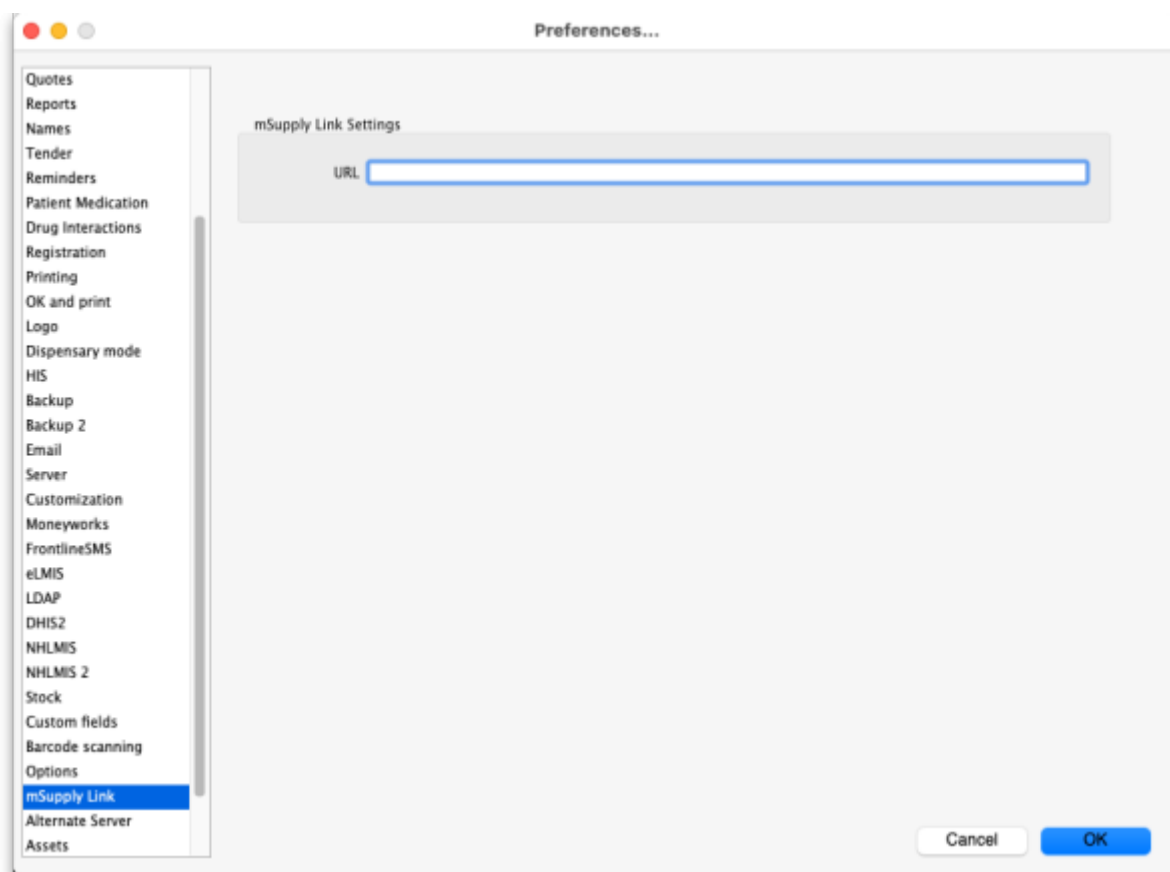 Preferences...
Quotes
Reports
Names
Tender
Reminders
Patient Medication
Drug Interactions
Registration
Printing
OK and print
Logo
Dispensary mode
HIS
Backup
Backup 2
Email
Server
Customization
Moneyworks
FrontlineSMS
eLMIS
LDAP
DHIS2
NHLMIS
NHLMIS 2
Stock
Custom fields
Barcode scanning
Options
mSupply Link
Alternate Server
Assets
mSupply Link Settings
URL
Cancel
OK